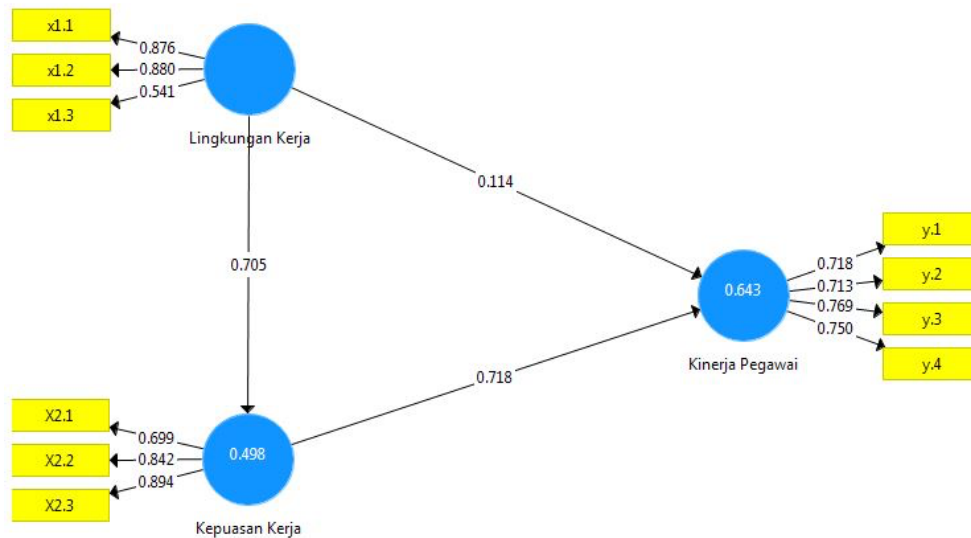 x1.1
0.876
x1.2
0.880
x1.3
0.541
Lingkungan Kerja
0.114
0.705
0.643
Kinerja Pegawai
y.1
0.718
y.2
0.713
y.3
0.769
y.4
0.750
0.718
X2.1
0.699
X2.2
0.842
X2.3
0.894
0.498
Kepuasan Kerja